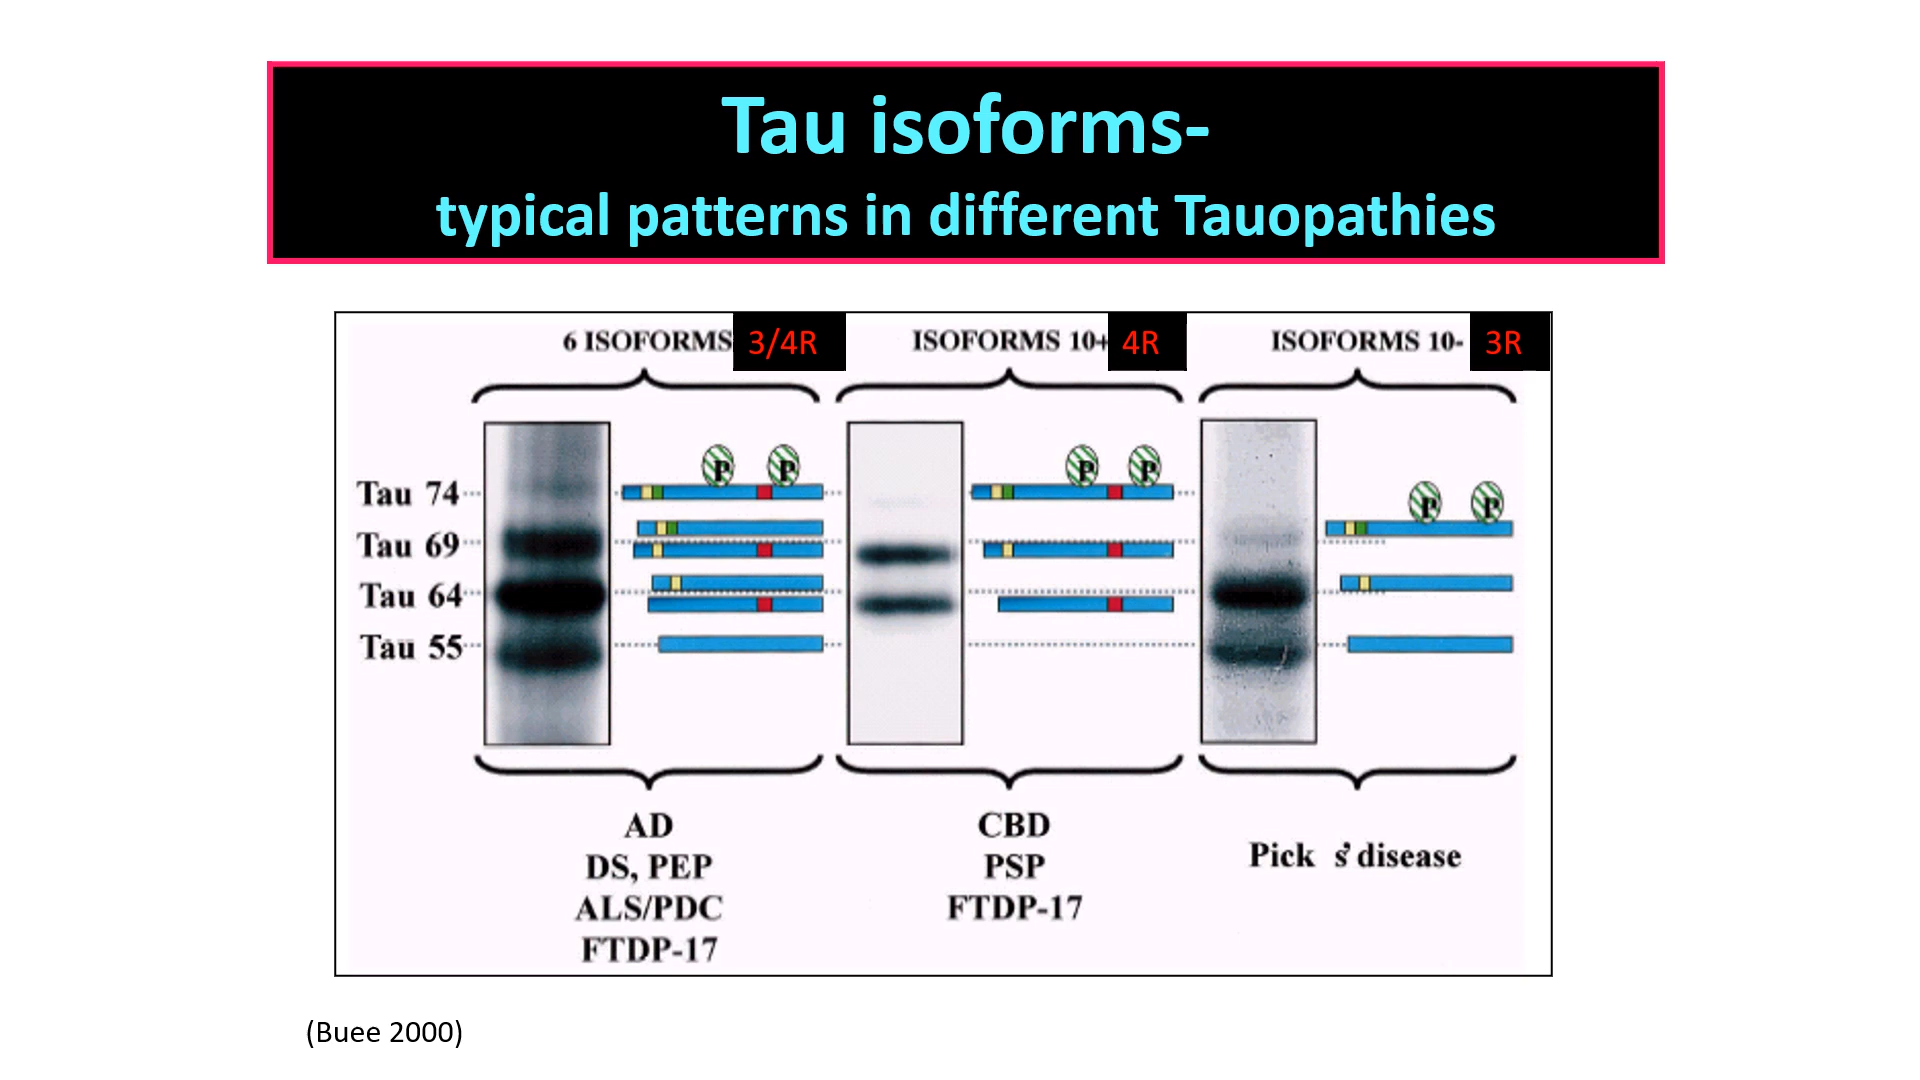 Tau isoforms-
typical patterns in different Tauopathies
6 ISOFORMS 3/4R
ISOFORMS 10+ 4R
ISOFORMS 10- 3R
P P
P P
P P
Tau 74
Tau 69
Tau 64
Tau 55
AD
DS, PEP
ALS/PDC
FTDP-17
CBD
PSP
FTDP-17
Pick s’ disease
(Buee 2000)